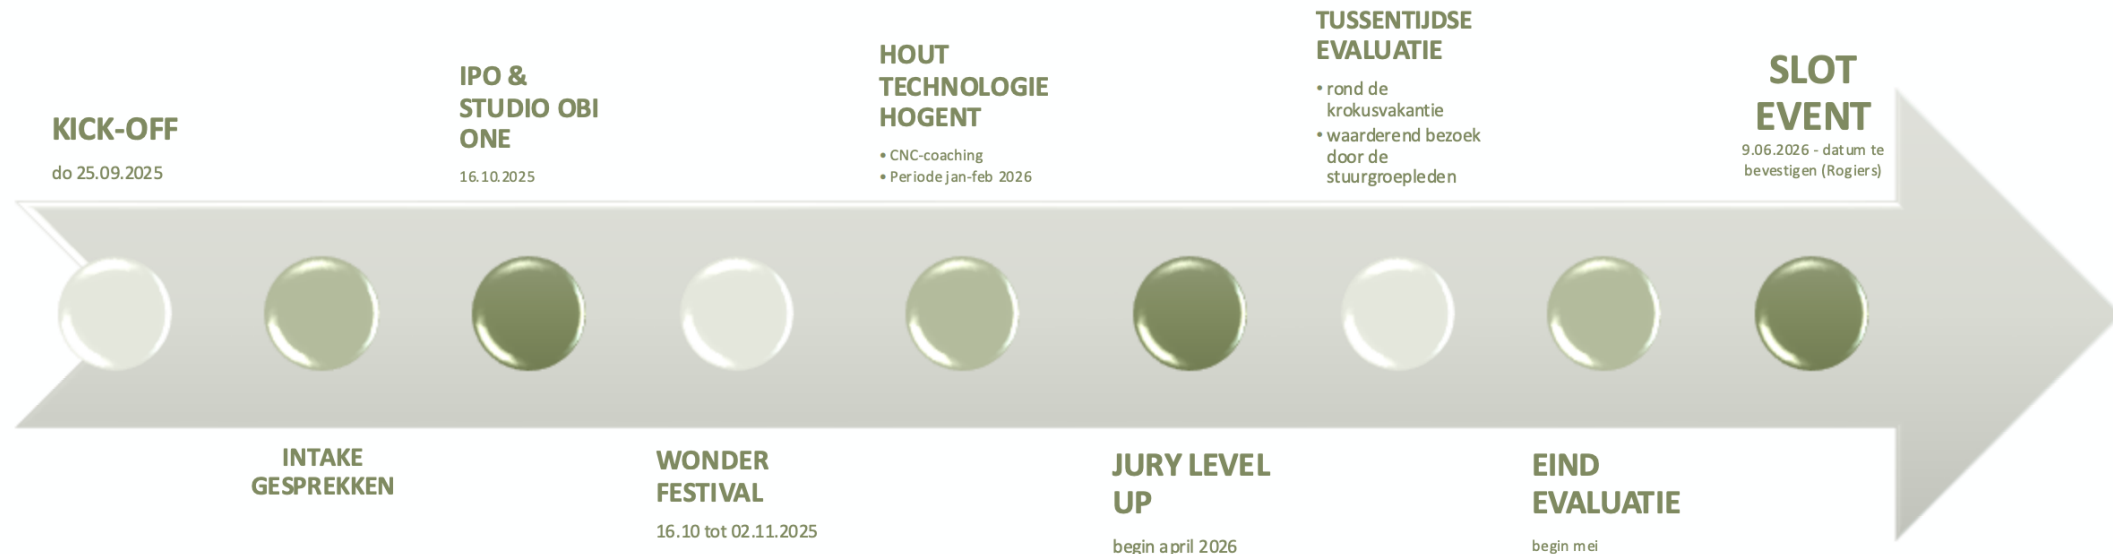 KICK-OFF
do 25.09.2025
INTAKE
GESPREKKEN
IPO &
STUDIO OBI
ONE
16.10.2025
WONDER
FESTIVAL
16.10 tot 02.11.2025
HOUT
TECHNOLOGIE
HOGENT
• CNC-coaching
• Periode jan-feb 2026
JURY LEVEL
UP
begin april 2026
TUSSENTIJDSE
EVALUATIE
• rond de
krokusvakantie
• waarderend bezoek
door de
stuurgroepleden
EIND
EVALUATIE
begin mei
SLOT
EVENT
9.06.2026 - datum te
bevestigen (Rogiers)